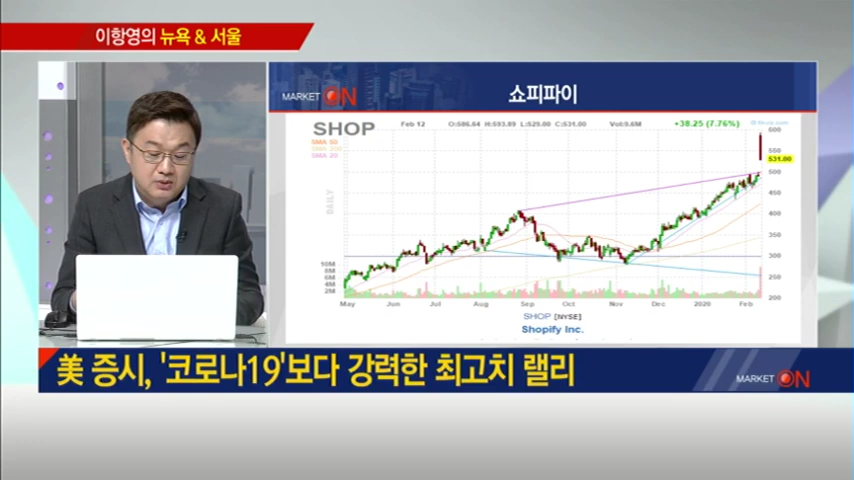 이항영의 뉴욕 & 서울
MARKET ON
쇼피파이
SHOP
Feb 12 O:586.64 H:593.89 L:525.00 C:531.00 Vol:9.6M +38.25 (7.76%)
SMA 50
SMA 200
SMA 20
DAILY
600
550
531.00
500
450
400
350
300
250
200
10M
8M
6M
4M
2M
May Jun Jul Aug Sep Oct Nov Dec 2020 Feb
SHOP [NYSE]
Shopify Inc.
美 증시, '코로나19'보다 강력한 최고치 랠리
MARKET ON